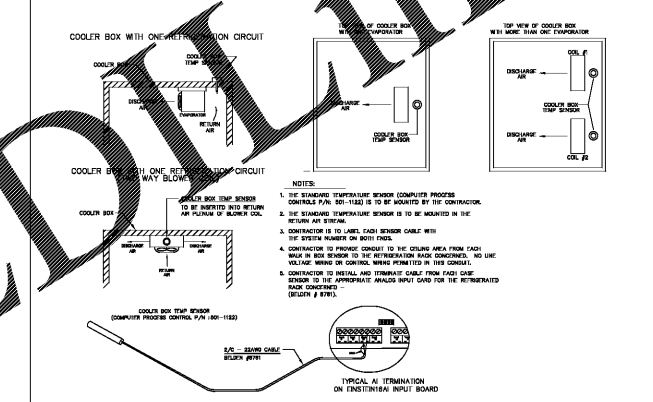 COOLER BOX WITH ONE REFRIGERATION CIRCUIT
COOLER BOX
COOLER BOX
TEMP SENSOR
DISCHARGE
AIR
EVAPORATOR
RETURN
AIR
TOP VIEW OF COOLER BOX
WITH ONE EVAPORATOR
DISCHARGE
AIR
COOLER BOX
TEMP SENSOR
TOP VIEW OF COOLER BOX
WITH MORE THAN ONE EVAPORATOR
COIL #1
DISCHARGE
AIR
COOLER BOX
TEMP SENSOR
DISCHARGE
AIR
COIL #2
COOLER BOX WITH ONE REFRIGERATION CIRCUIT
WAY BLOWER COIL
COOLER BOX TEMP SENSOR
TO BE INSERTED INTO RETURN
AIR PLENUM OF BLOWER COIL
COOLER BOX
DISCHARGE
AIR
DISCHARGE
AIR
RETURN
AIR
NOTES:
1. THE STANDARD TEMPERATURE SENSOR (COMPUTER PROCESS
CONTROLS P/N: 501-1122) IS TO BE MOUNTED BY THE CONTRACTOR.
2. THE STANDARD TEMPERATURE SENSOR IS TO BE MOUNTED IN THE
RETURN AIR STREAM.
3. CONTRACTOR IS TO LABEL EACH SENSOR CABLE WITH
THE SYSTEM NUMBER ON BOTH ENDS.
4. CONTRACTOR TO PROVIDE CONDUIT TO THE CEILING AREA FROM EACH
WALK IN BOX SENSOR TO THE REFRIGERATION RACK CONCERNED. NO LINE
VOLTAGE WIRING OR CONTROL WIRING PERMITTED IN THIS CONDUIT.
5. CONTRACTOR TO INSTALL AND TERMINATE CABLE FROM EACH CASE
SENSOR TO THE APPROPRIATE ANALOG INPUT CARD FOR THE REFRIGERATED
RACK CONCERNED –
(BELDEN # 8761).
COOLER BOX TEMP SENSOR
(COMPUTER PROCESS CONTROL P/N :501-1122)
2/C - 22AWG CABLE
BELDEN #8761
TYPICAL AI TERMINATION
ON EINSTEIN16AI INPUT BOARD